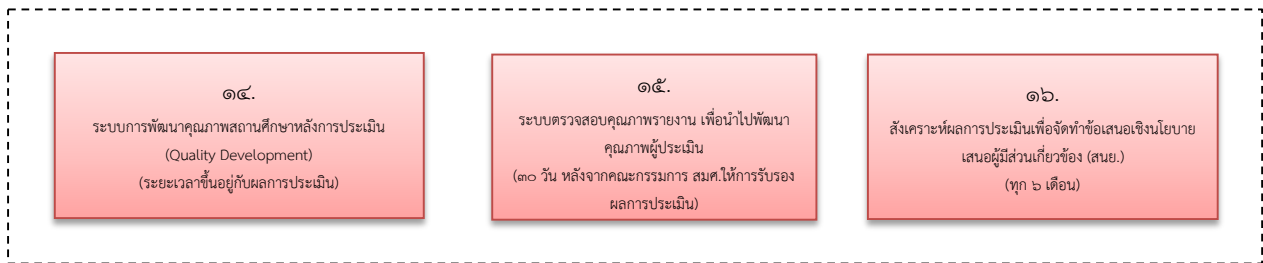 ๑๔.
ระบบการพัฒนาคุณภาพสถานศึกษาหลังการประเมิน
(Quality Development)
(ระยะเวลาขึ้นอยู่กับผลการประเมิน)
๑๕.
ระบบตรวจสอบคุณภาพรายงาน เพื่อนำไปพัฒนา
คุณภาพผู้ประเมิน
(๓๐ วัน หลังจากคณะกรรมการ สมศ.ให้การรับรอง
ผลการประเมิน)
๑๖.
สังเคราะห์ผลการประเมินเพื่อจัดทำข้อเสนอเชิงนโยบาย
เสนอผู้มีส่วนเกี่ยวข้อง (สนย.)
(ทุก ๖ เดือน)